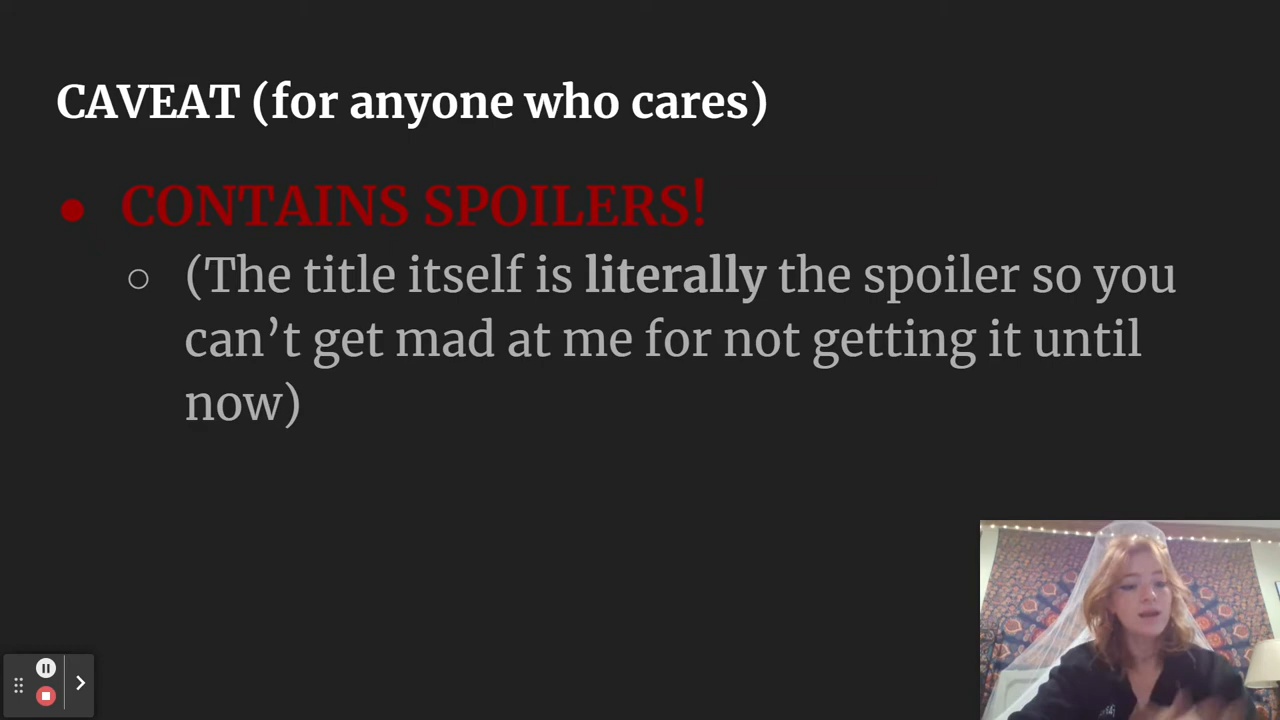 CAVEAT (for anyone who cares)
● CONTAINS SPOILERS!
○ (The title itself is literally the spoiler so you
can’t get mad at me for not getting it until
now)